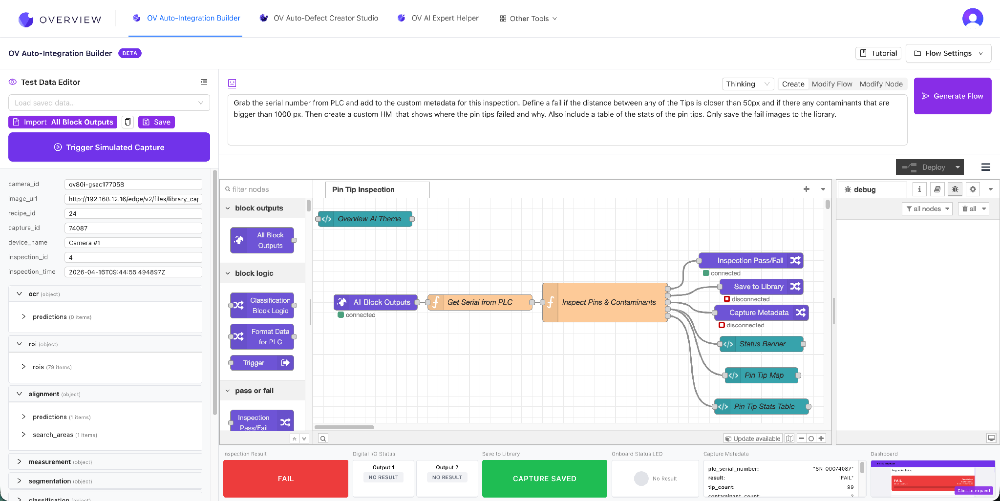 OVERVIEW
OV Auto-Integration Builder
OV Auto-Defect Creator Studio
OV AI Expert Helper
Other Tools
OV Auto-Integration Builder
BETA
Tutorial
Flow Settings
Test Data Editor
Load saved data...
Import All Block Outputs
Save
Trigger Simulated Capture
camera_id
ov80i-gsac177058
image_url
http://192.168.12.16/edge/v2/files/library_cap
recipe_id
24
capture_id
74087
device_name
Camera #1
inspection_id
4
inspection_time
2026-04-16T09:44:55.494897Z
ocr (object)
predictions (0 items)
roi (object)
rois (79 items)
alignment (object)
predictions (1 items)
search_areas (1 items)
measurement (object)
segmentation (object)
classification (object)
Thinking
Create
Modify Flow
Modify Node
Generate Flow
Grab the serial number from PLC and add to the custom metadata for this inspection. Define a fail if the distance between any of the Tips is closer than 50px and if there any contaminants that are
bigger than 1000 px. Then create a custom HMI that shows where the pin tips failed and why. Also include a table of the stats of the pin tips. Only save the fail images to the library.
Deploy
filter nodes
block outputs
All Block
Outputs
block logic
Classification
Block Logic
Format Data
for PLC
Trigger
pass or fail
Inspection
Pass/Fail
Pin Tip Inspection
Overview AI Theme
All Block Outputs
connected
Get Serial from PLC
Inspect Pins & Contaminants
Inspection Pass/Fail
connected
Save to Library
disconnected
Capture Metadata
disconnected
Status Banner
Pin Tip Map
Pin Tip Stats Table
Update available
debug
all nodes
all
Inspection Result
FAIL
Digital I/O Status
Output 1
NO RESULT
Output 2
NO RESULT
Save to Library
CAPTURE SAVED
Onboard Status LED
No Result
Capture Metadata
plc_serial_number: "SN-00074087"
result: "FAIL"
tip_count: 99
contaminant_count: 2
Dashboard
Pin Tip Inspector
Inspection Status
FAIL
Click to expand